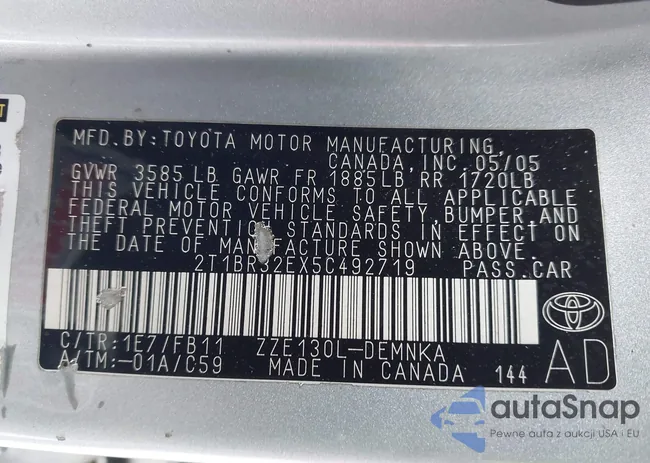 MFD. BY: TOYOTA MOTOR MANUFACTURING,
CANADA, INC. 05/05
GVWR 3585 LB GAWR FR 1885LB RR 1720LB
THIS VEHICLE CONFORMS TO ALL APPLICABLE
FEDERAL MOTOR VEHICLE SAFETY, BUMPER, AND
THEFT PREVENTION STANDARDS IN EFFECT ON
THE DATE OF MANUFACTURE SHOWN ABOVE.
2T1BR32EX5C492719 PASS. CAR
C/TR: 1E7/FB11 ZZE130L-DEMNKA
A/TM: -01A/C59 MADE IN CANADA 144
AD
autaSnap
Pewne auta z aukcji USA i EU